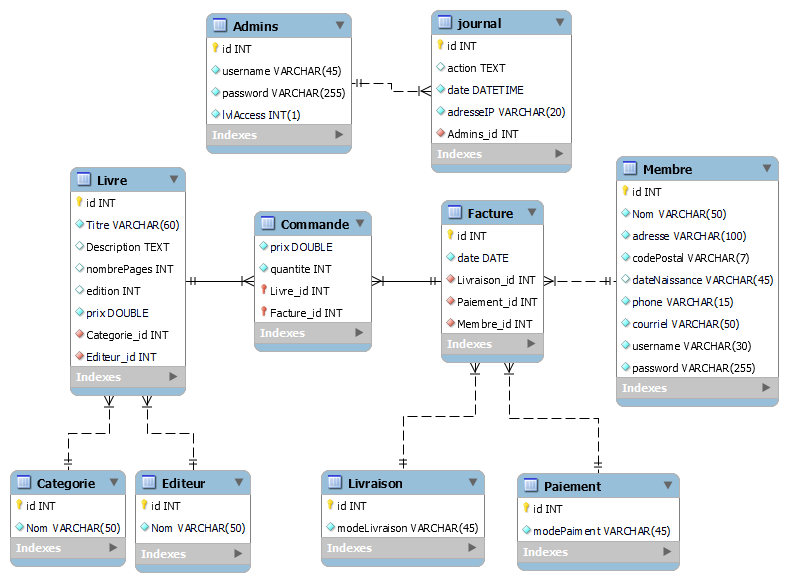 Admins
id INT
username VARCHAR(45)
password VARCHAR(255)
lvlAccess INT(1)
Indexes
journal
id INT
action TEXT
date DATETIME
adresseIP VARCHAR(20)
Admins_id INT
Indexes
Livre
id INT
Titre VARCHAR(60)
Description TEXT
nombrePages INT
edition INT
prix DOUBLE
Categorie_id INT
Editeur_id INT
Indexes
Commande
prix DOUBLE
quantite INT
Livre_id INT
Facture_id INT
Indexes
Facture
id INT
date DATE
Livraison_id INT
Paiement_id INT
Membre_id INT
Indexes
Membre
id INT
Nom VARCHAR(50)
adresse VARCHAR(100)
codePostal VARCHAR(7)
dateNaissance VARCHAR(45)
phone VARCHAR(15)
courriel VARCHAR(50)
username VARCHAR(30)
password VARCHAR(255)
Indexes
Categorie
id INT
Nom VARCHAR(50)
Indexes
Editeur
id INT
Nom VARCHAR(50)
Indexes
Livraison
id INT
modeLivraison VARCHAR(45)
Indexes
Paiement
id INT
modePaiment VARCHAR(45)
Indexes